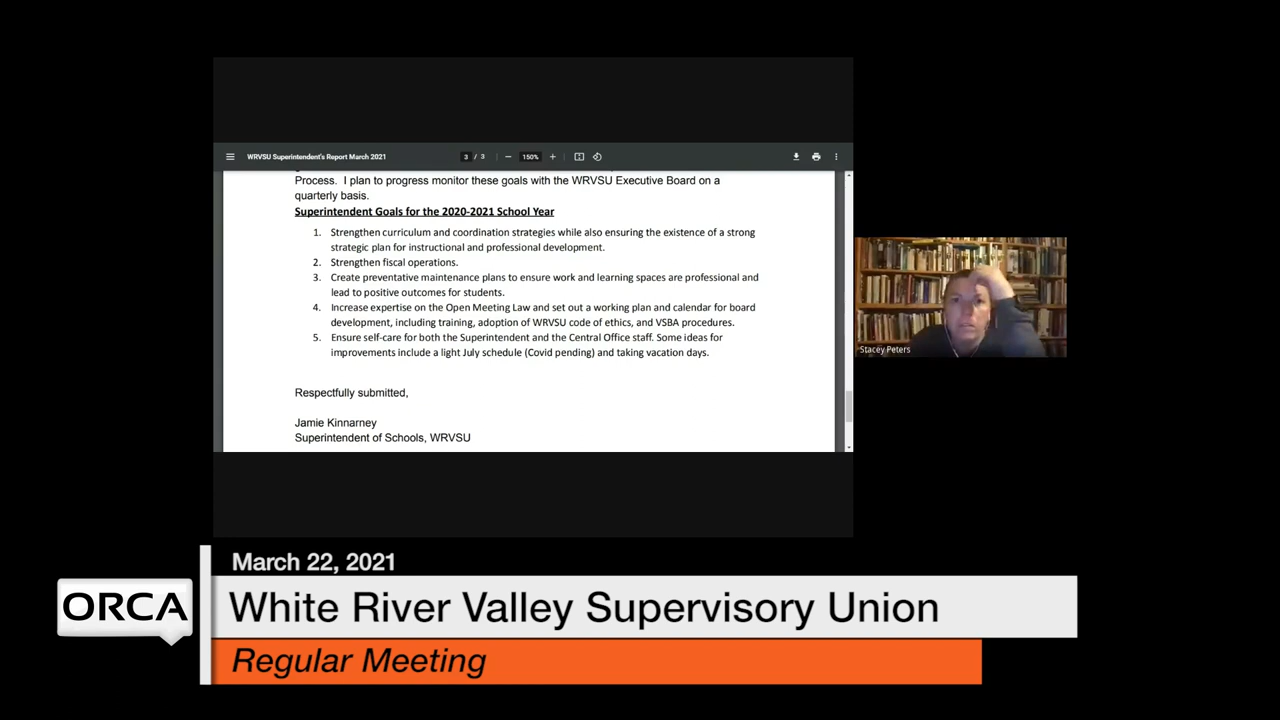 WRVSU Superintendent's Report March 2021
3 / 3
150%
Process. I plan to progress monitor these goals with the WRVSU Executive Board on a
quarterly basis.
Superintendent Goals for the 2020-2021 School Year
1. Strengthen curriculum and coordination strategies while also ensuring the existence of a strong
strategic plan for instructional and professional development.
2. Strengthen fiscal operations.
3. Create preventative maintenance plans to ensure work and learning spaces are professional and
lead to positive outcomes for students.
4. Increase expertise on the Open Meeting Law and set out a working plan and calendar for board
development, including training, adoption of WRVSU code of ethics, and VSBA procedures.
5. Ensure self-care for both the Superintendent and the Central Office staff. Some ideas for
improvements include a light July schedule (Covid pending) and taking vacation days.
Respectfully submitted,
Jamie Kinnarney
Superintendent of Schools, WRVSU
Stacey Peters
March 22, 2021
ORCA
White River Valley Supervisory Union
Regular Meeting